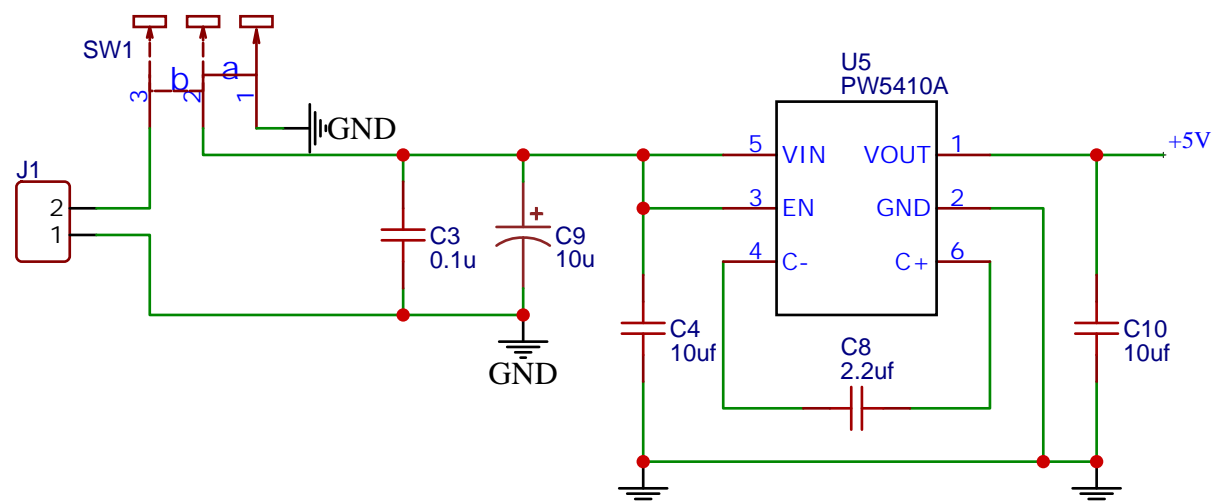 SW1
b
a
3
2
1
GND
J1
2
1
C3
0.1u
+
C9
10u
GND
U5
PW5410A
5
VIN
VOUT
1
+5V
3
EN
GND
2
4
C-
C+
6
C4
10uf
C8
2.2uf
C10
10uf